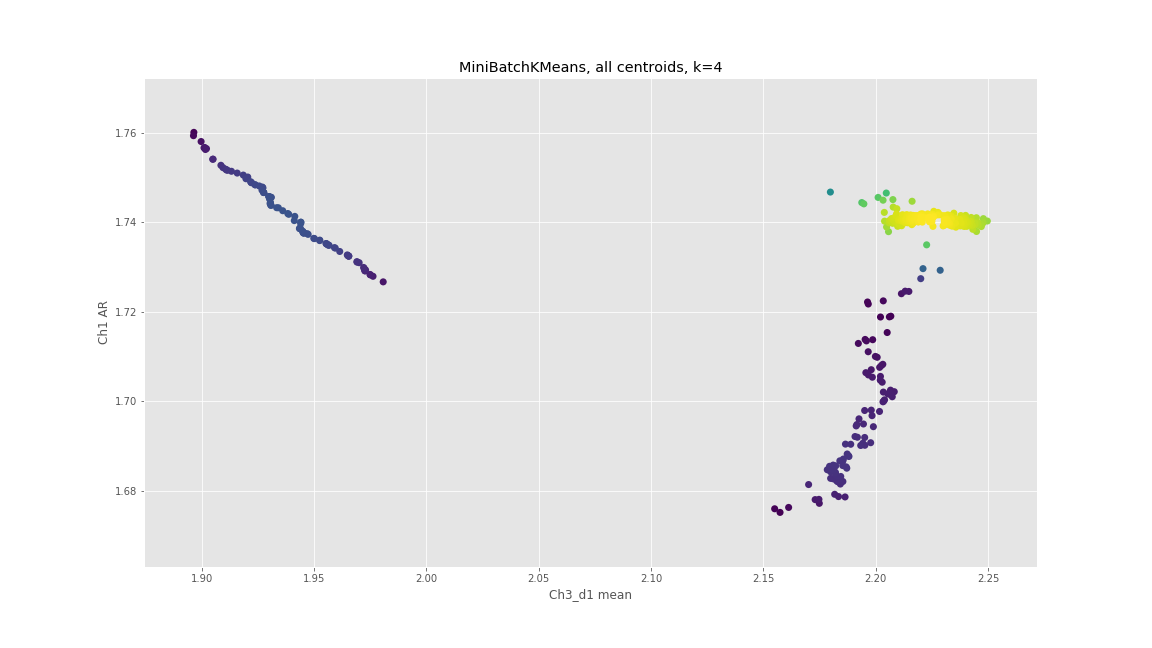 MiniBatchKMeans, all centroids, k=4
1.76
1.74
1.72
1.70
1.68
Ch1 AR
1.90 1.95 2.00 2.05 2.10 2.15 2.20 2.25
Ch3_d1 mean